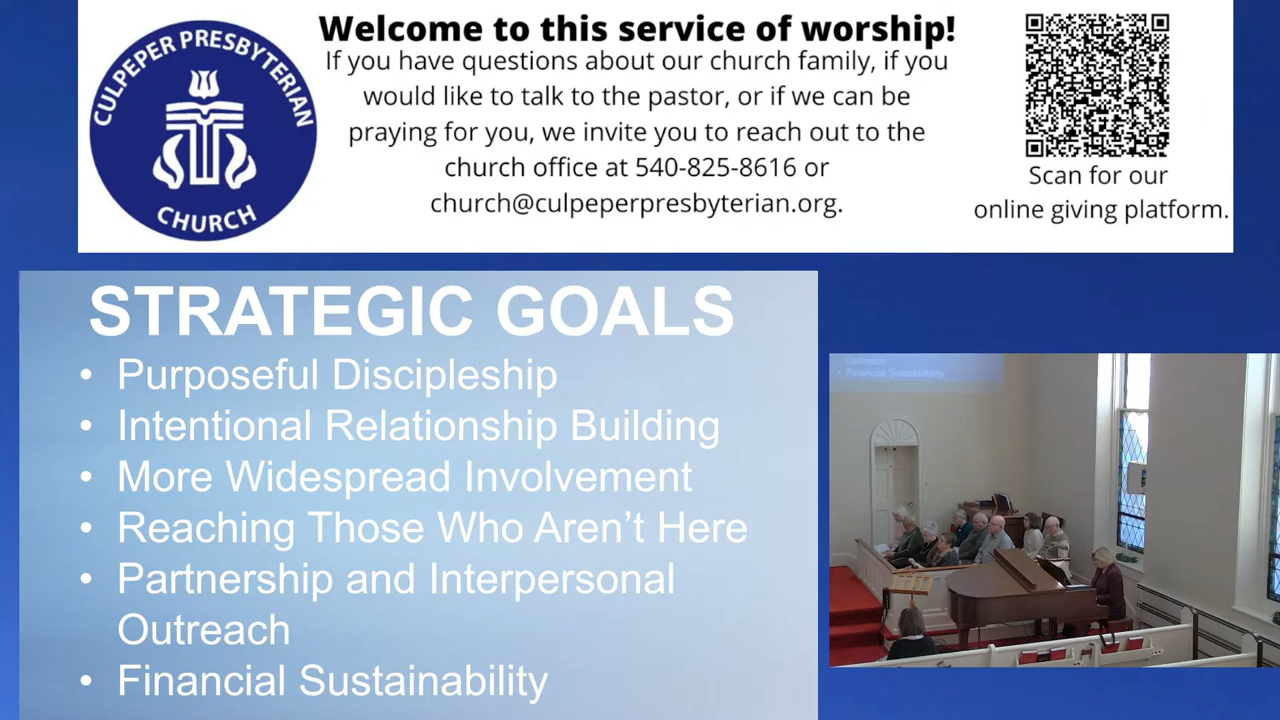 CULPEPER PRESBYTERIAN
CHURCH
Welcome to this service of worship!
If you have questions about our church family, if you
would like to talk to the pastor, or if we can be
praying for you, we invite you to reach out to the
church office at 540-825-8616 or
church@culpeperpresbyterian.org.
Scan for our
online giving platform.
STRATEGIC GOALS
• Purposeful Discipleship
• Intentional Relationship Building
• More Widespread Involvement
• Reaching Those Who Aren’t Here
• Partnership and Interpersonal
Outreach
• Financial Sustainability
Outreach
• Financial Sustainability